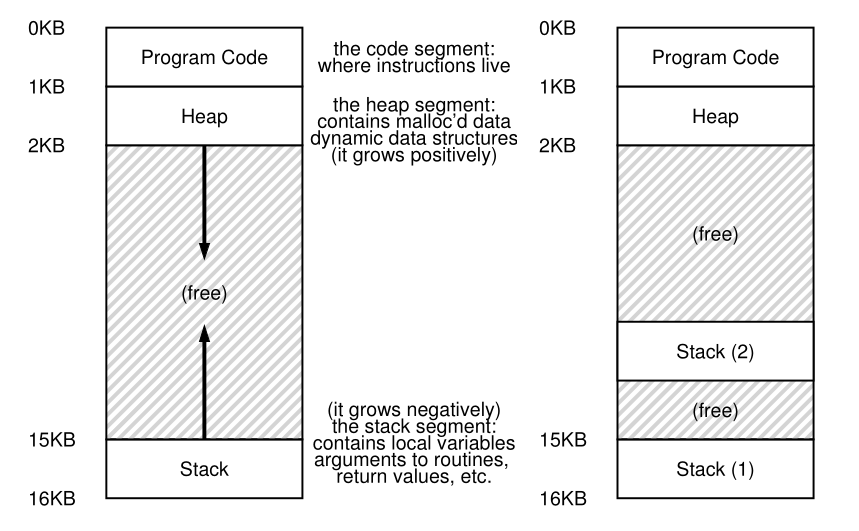 0KB
Program Code
the code segment:
where instructions live
1KB
Heap
the heap segment:
contains malloc'd data
dynamic data structures
(it grows positively)
2KB
(free)
(it grows negatively)
the stack segment:
contains local variables
arguments to routines,
return values, etc.
15KB
Stack
16KB
0KB
Program Code
1KB
Heap
2KB
(free)
Stack (2)
(free)
15KB
Stack (1)
16KB